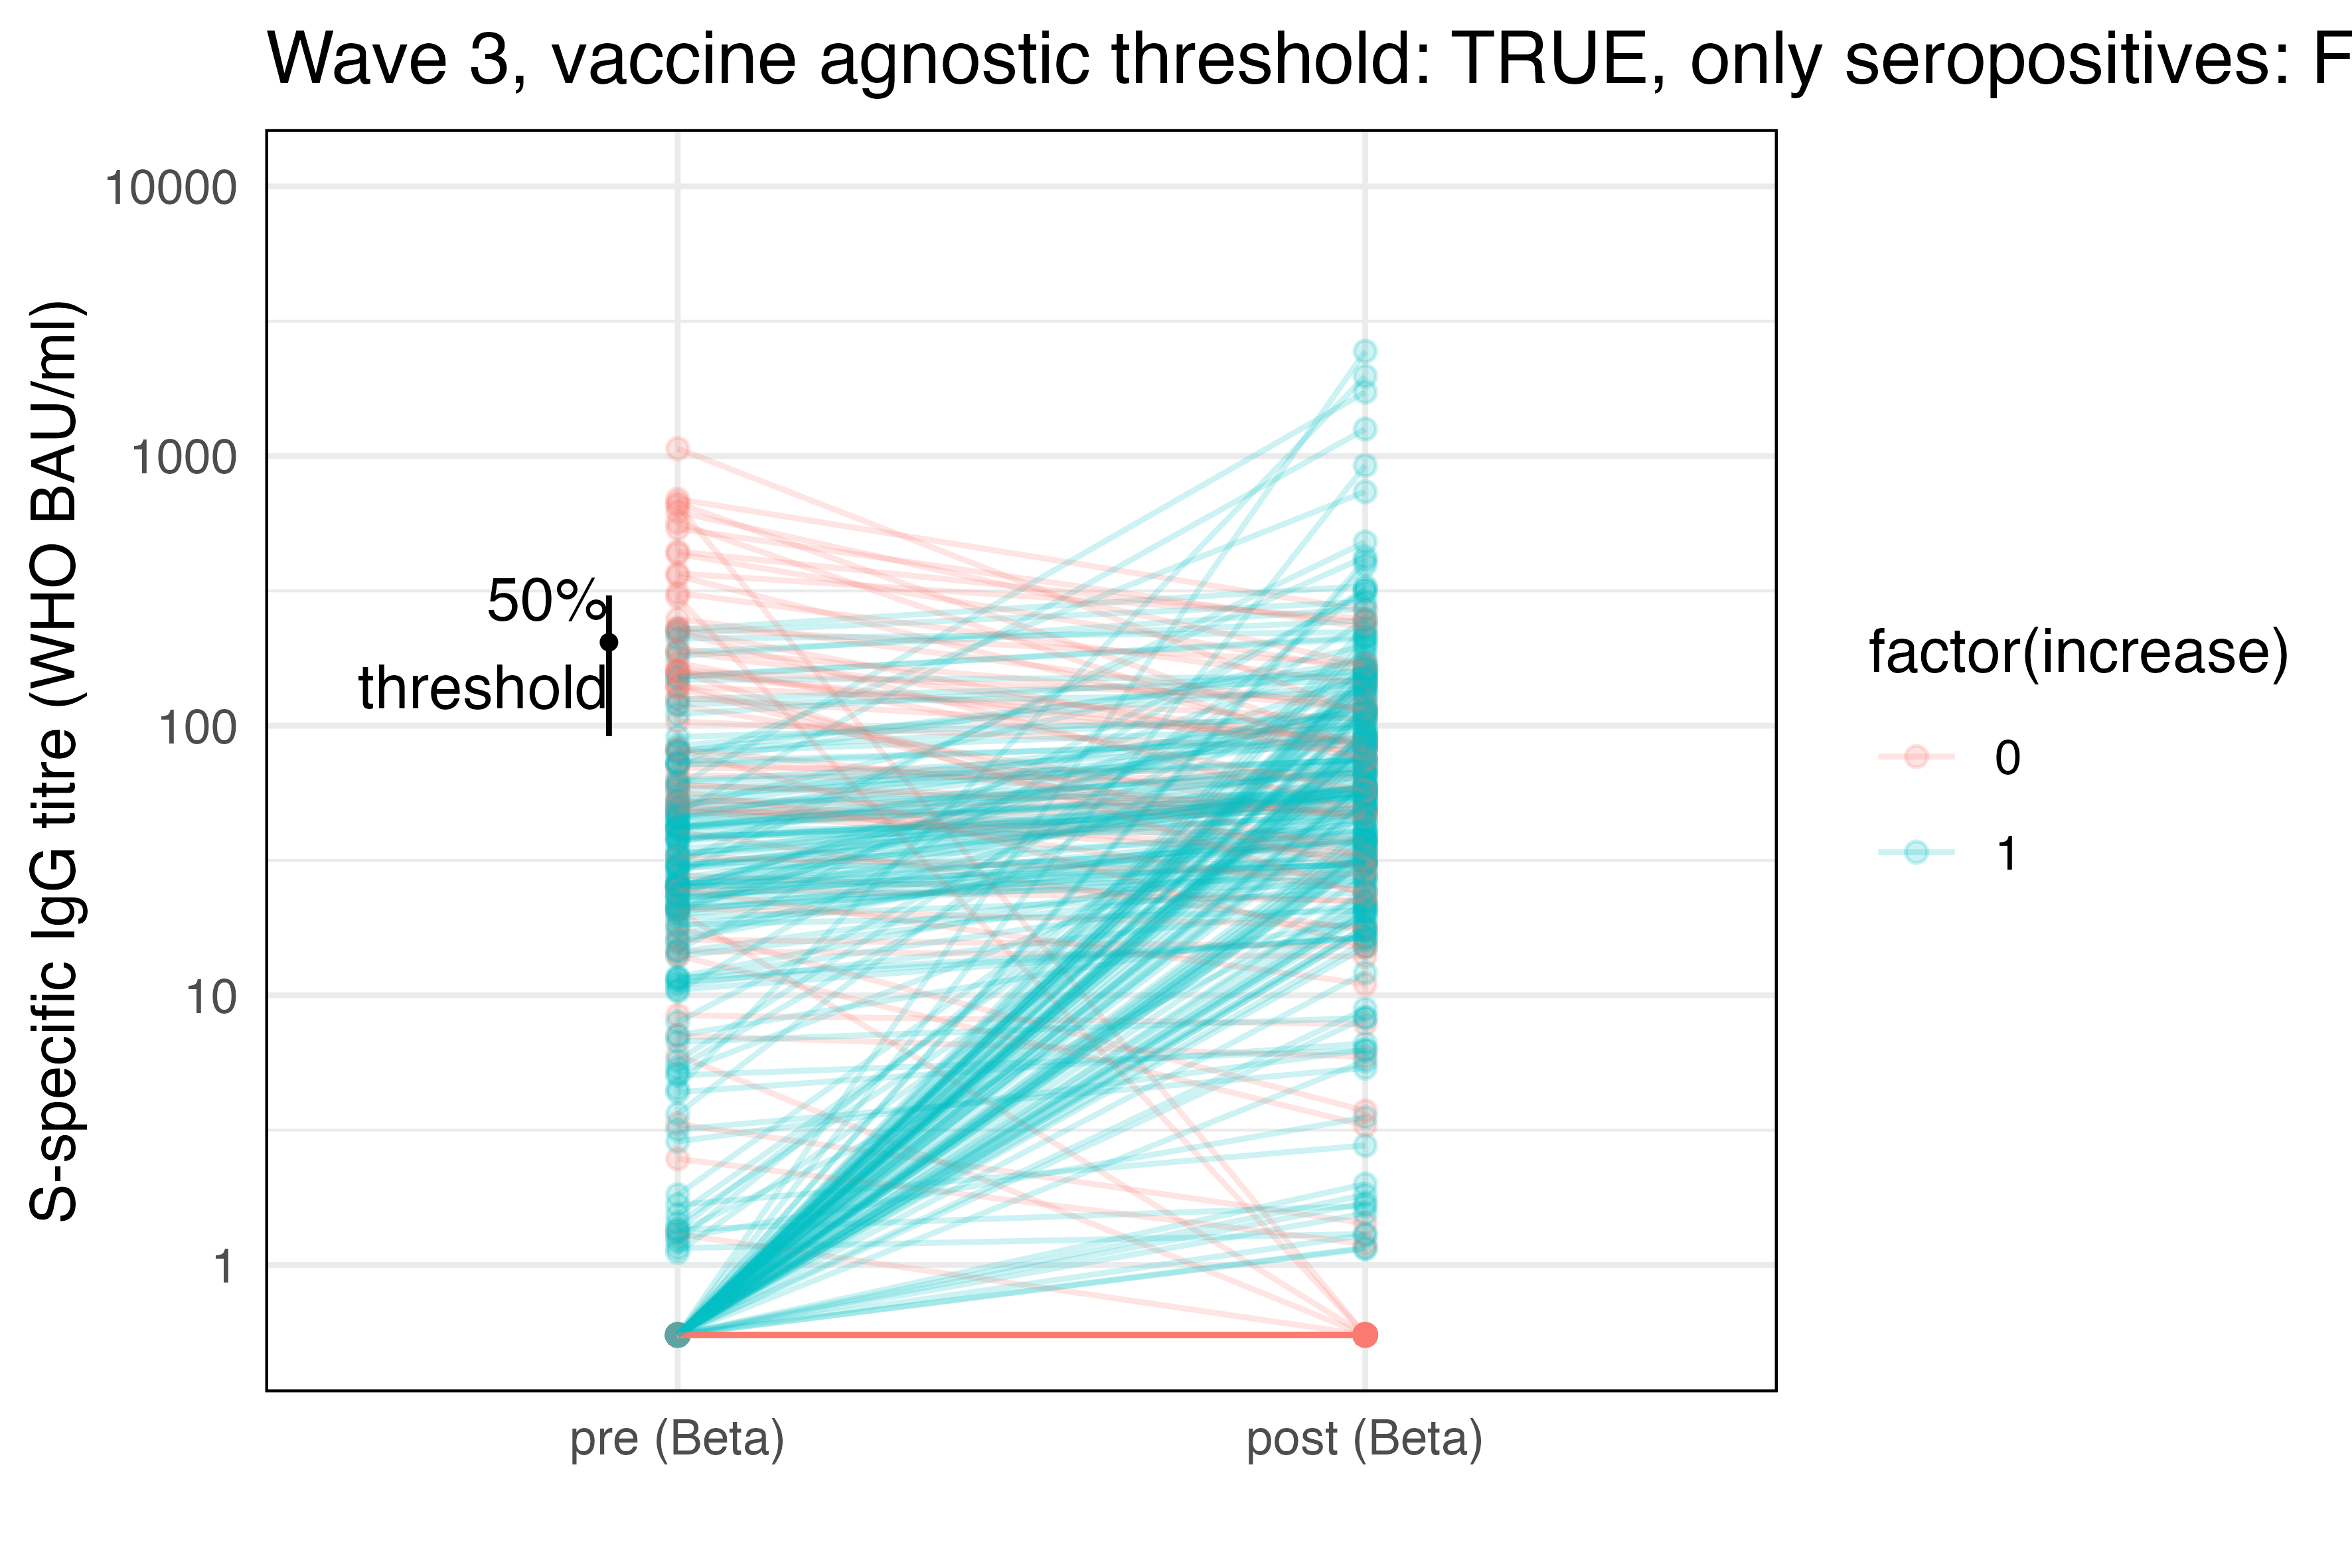 Wave 3, vaccine agnostic threshold: TRUE, only seropositives: F
S-specific IgG titre (WHO BAU/ml)
10000
1000
100
10
1
50%
threshold
pre (Beta)
post (Beta)
factor(increase)
0
1